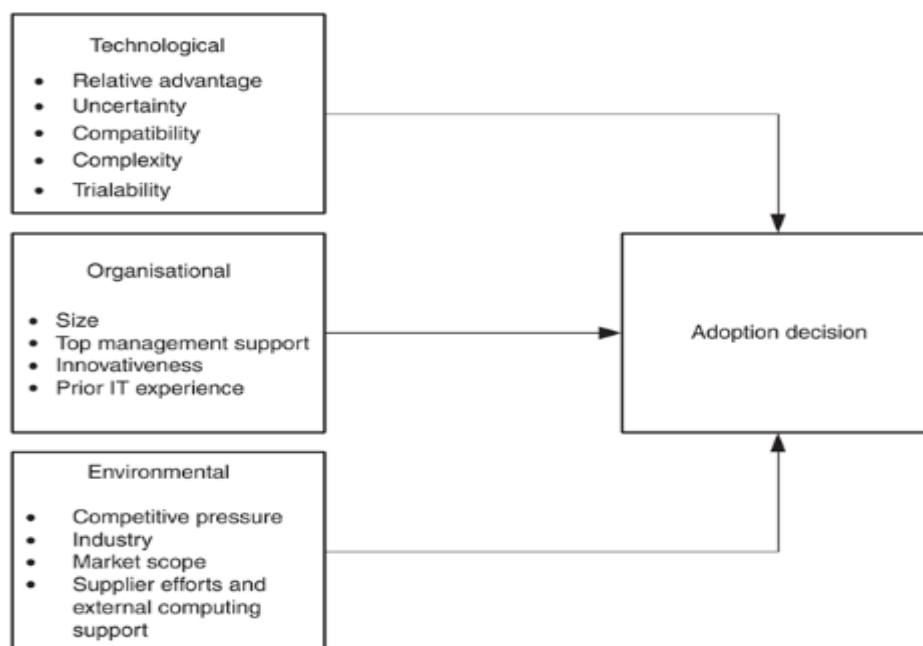 Technological
• Relative advantage
• Uncertainty
• Compatibility
• Complexity
• Trialability
Organisational
• Size
• Top management support
• Innovativeness
• Prior IT experience
Environmental
• Competitive pressure
• Industry
• Market scope
• Supplier efforts and
external computing
support
Adoption decision